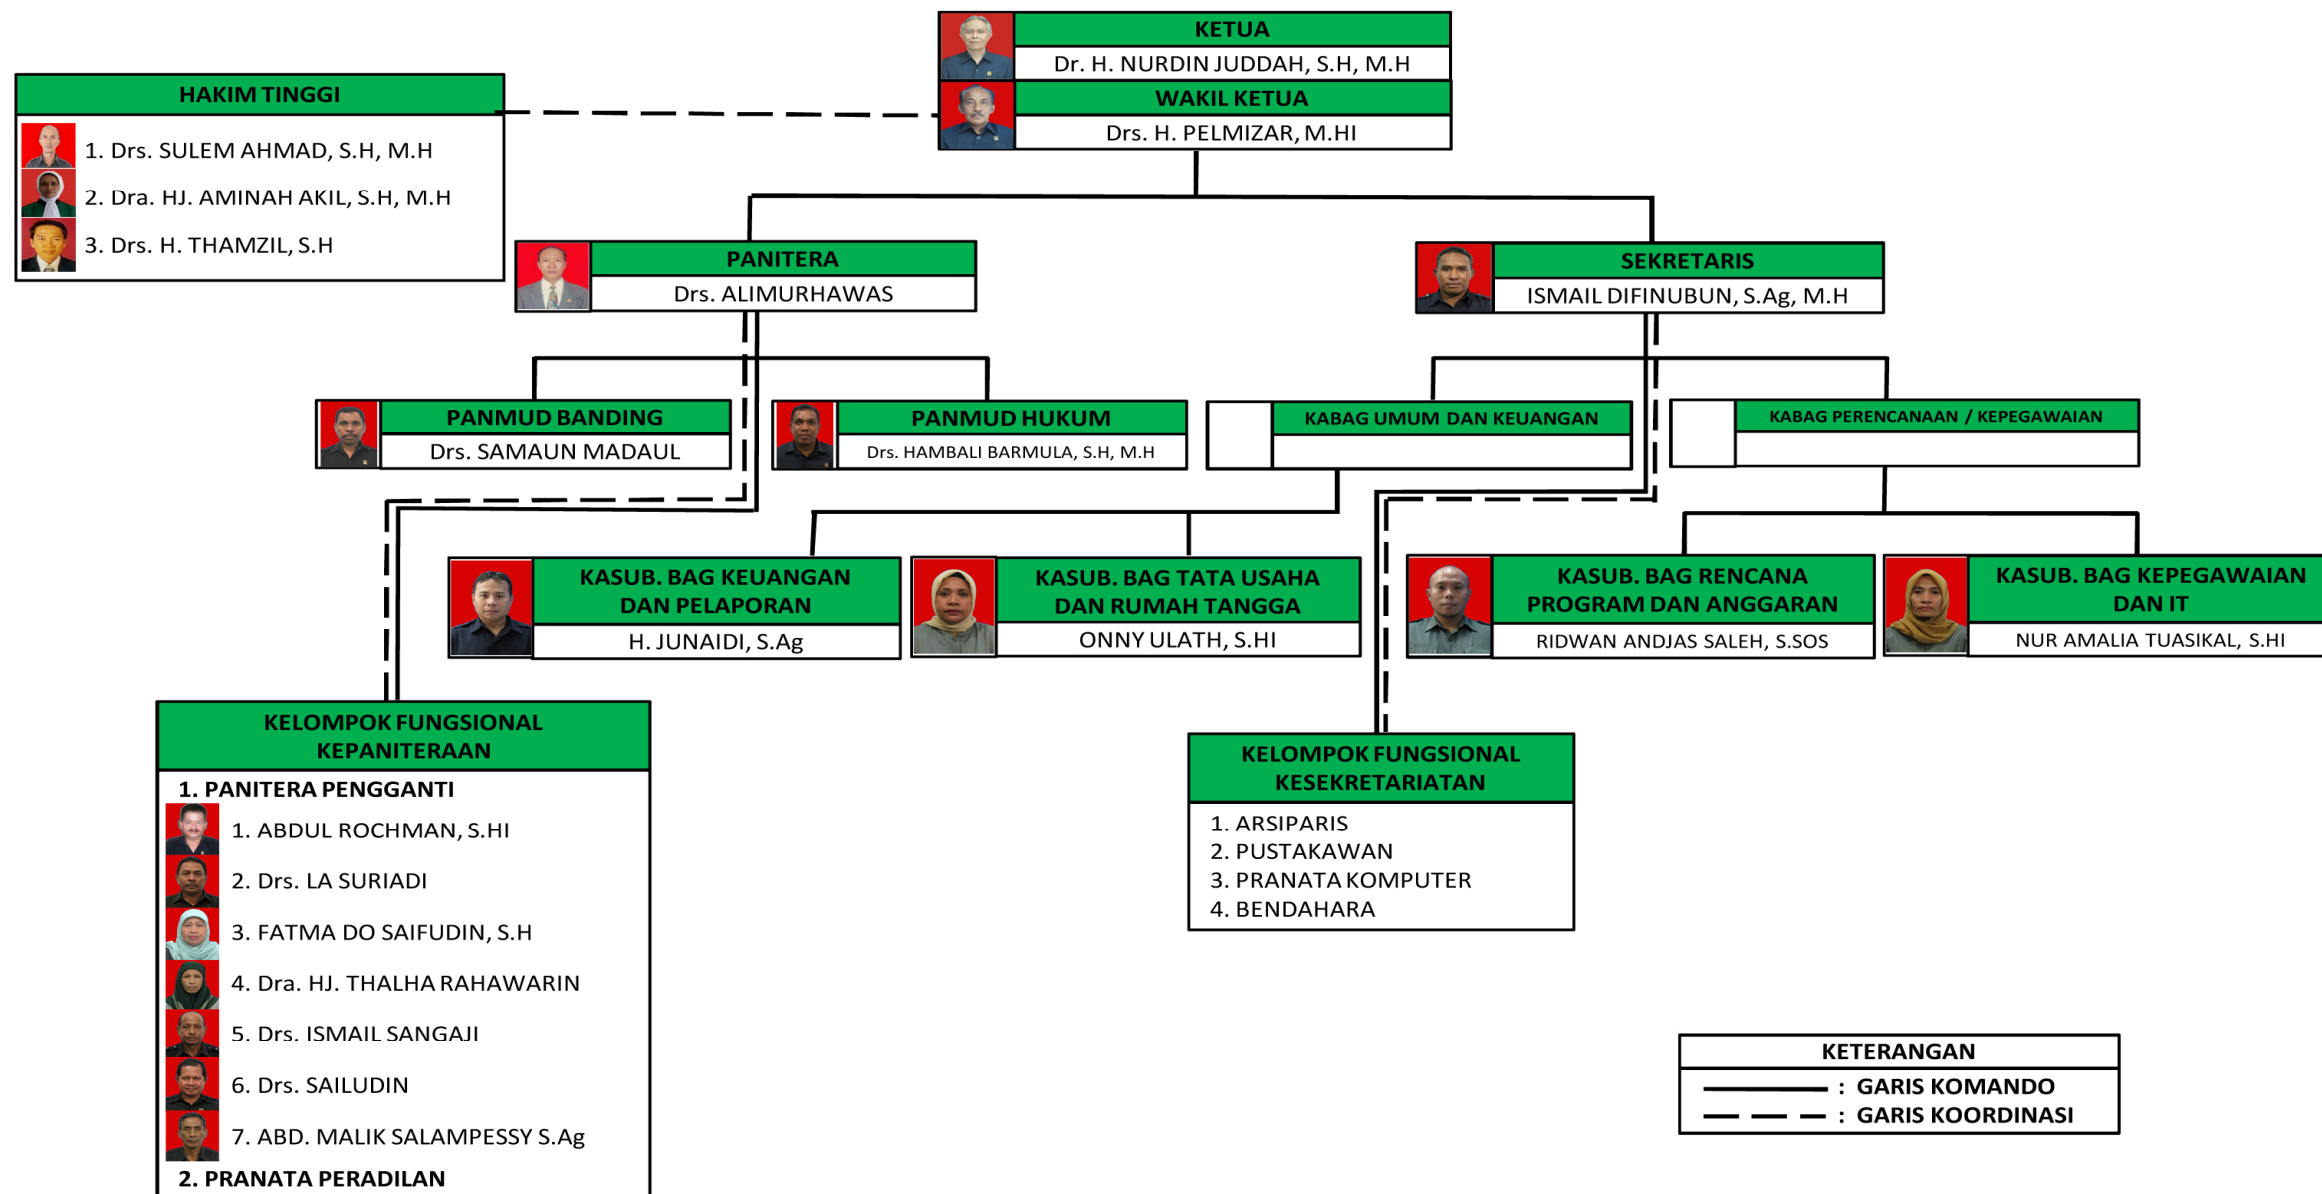 KETUA
Dr. H. NURDIN JUDDAH, S.H, M.H
WAKIL KETUA
Drs. H. PELMIZAR, M.HI
HAKIM TINGGI
1. Drs. SULEM AHMAD, S.H, M.H
2. Dra. HJ. AMINAH AKIL, S.H, M.H
3. Drs. H. THAMZIL, S.H
PANITERA
Drs. ALIMURHAWAS
SEKRETARIS
ISMAIL DIFINUBUN, S.Ag, M.H
PANMUD BANDING
Drs. SAMAUN MADAUL
PANMUD HUKUM
Drs. HAMBALI BARMULA, S.H, M.H
KABAG UMUM DAN KEUANGAN
KABAG PERENCANAAN / KEPEGAWAIAN
KASUB. BAG KEUANGAN
DAN PELAPORAN
H. JUNAIDI, S.Ag
KASUB. BAG TATA USAHA
DAN RUMAH TANGGA
ONNY ULATH, S.HI
KASUB. BAG RENCANA
PROGRAM DAN ANGGARAN
RIDWAN ANDJAS SALEH, S.SOS
KASUB. BAG KEPEGAWAIAN
DAN IT
NUR AMALIA TUASIKAL, S.HI
KELOMPOK FUNGSIONAL
KEPANITERAAN
1. PANITERA PENGGANTI
1. ABDUL ROCHMAN, S.HI
2. Drs. LA SURIADI
3. FATMA DO SAIFUDIN, S.H
4. Dra. HJ. THALHA RAHAWARIN
5. Drs. ISMAIL SANGAJI
6. Drs. SAILUDIN
7. ABD. MALIK SALAMPESSY S.Ag
2. PRANATA PERADILAN
KELOMPOK FUNGSIONAL
KESEKRETARIATAN
1. ARSIPARIS
2. PUSTAKAWAN
3. PRANATA KOMPUTER
4. BENDAHARA
KETERANGAN
: GARIS KOMANDO
: GARIS KOORDINASI